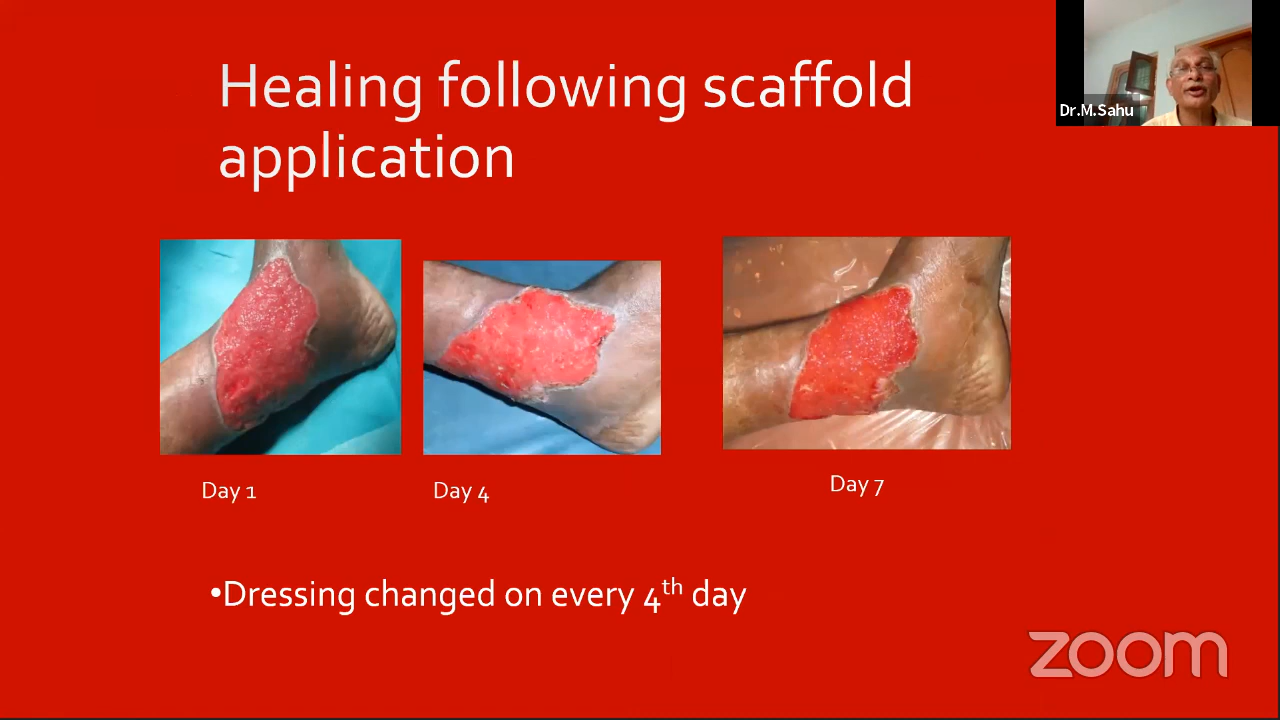 Healing following scaffold
application
Dr.M.Sahu
Day 1
Day 4
Day 7
•Dressing changed on every 4th day
zoom